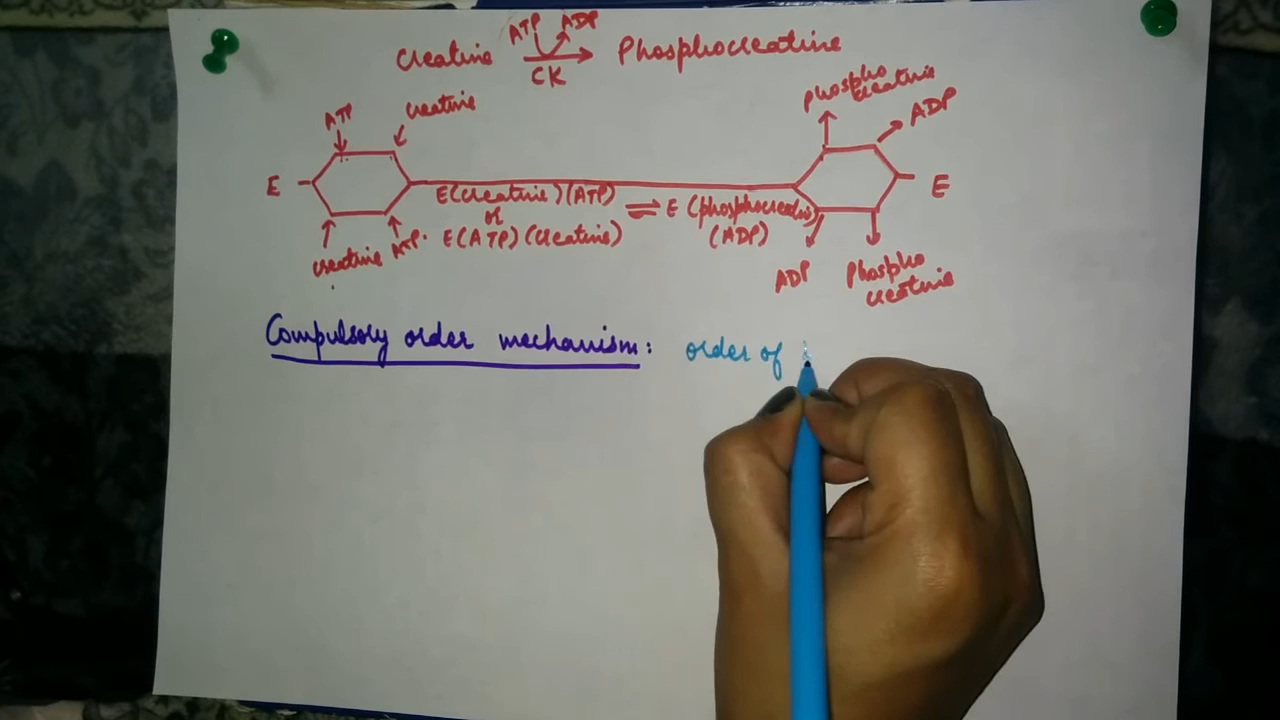 ATP ADP
Creatine → Phosphocreatine
CK
ATP creatine
phospho
creatine ADP
E E(creatine)(ATP) ⇌ E (phosphocreatin) E
or (ADP)
E(ATP)(creatine)
creatine ATP.
ADP Phospho
creatine
Compulsory order mechanism: order of